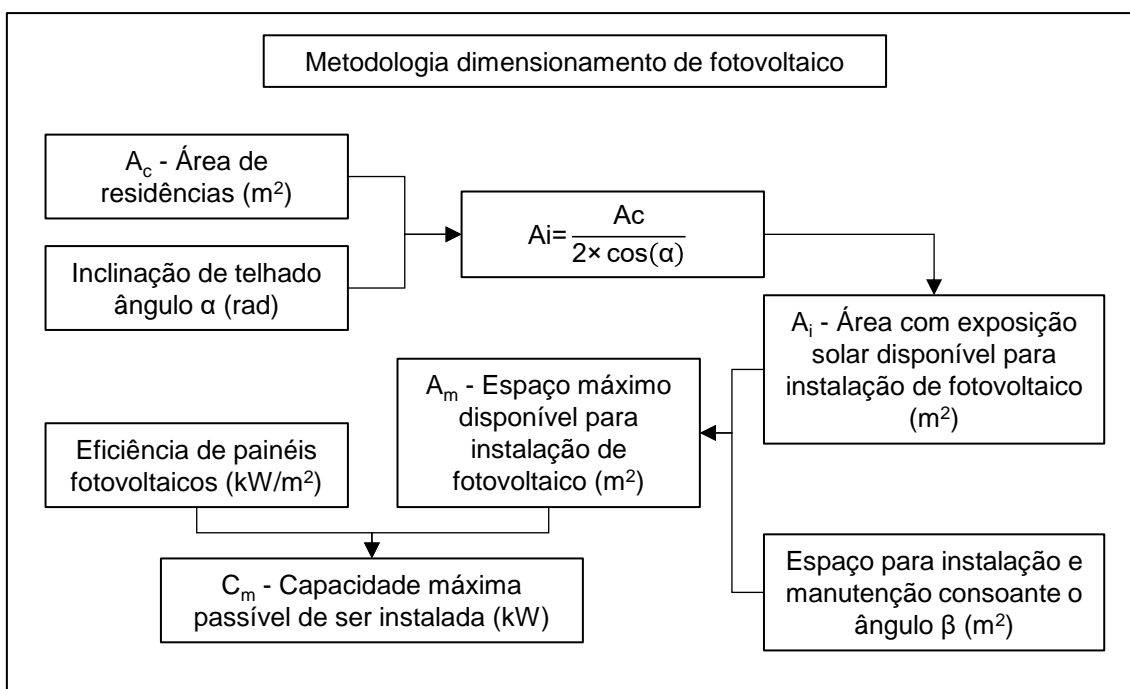 Metodologia dimensionamento de fotovoltaico
A_c - Área de
residências (m²)
Inclinação de telhado
ângulo α (rad)
Ai= Ac / 2× cos(α)
A_i - Área com exposição
solar disponível para
instalação de fotovoltaico
(m²)
A_m - Espaço máximo
disponível para
instalação de
fotovoltaico (m²)
Eficiência de painéis
fotovoltaicos (kW/m²)
Espaço para instalação e
manutenção consoante o
ângulo β (m²)
C_m - Capacidade máxima
passível de ser instalada (kW)